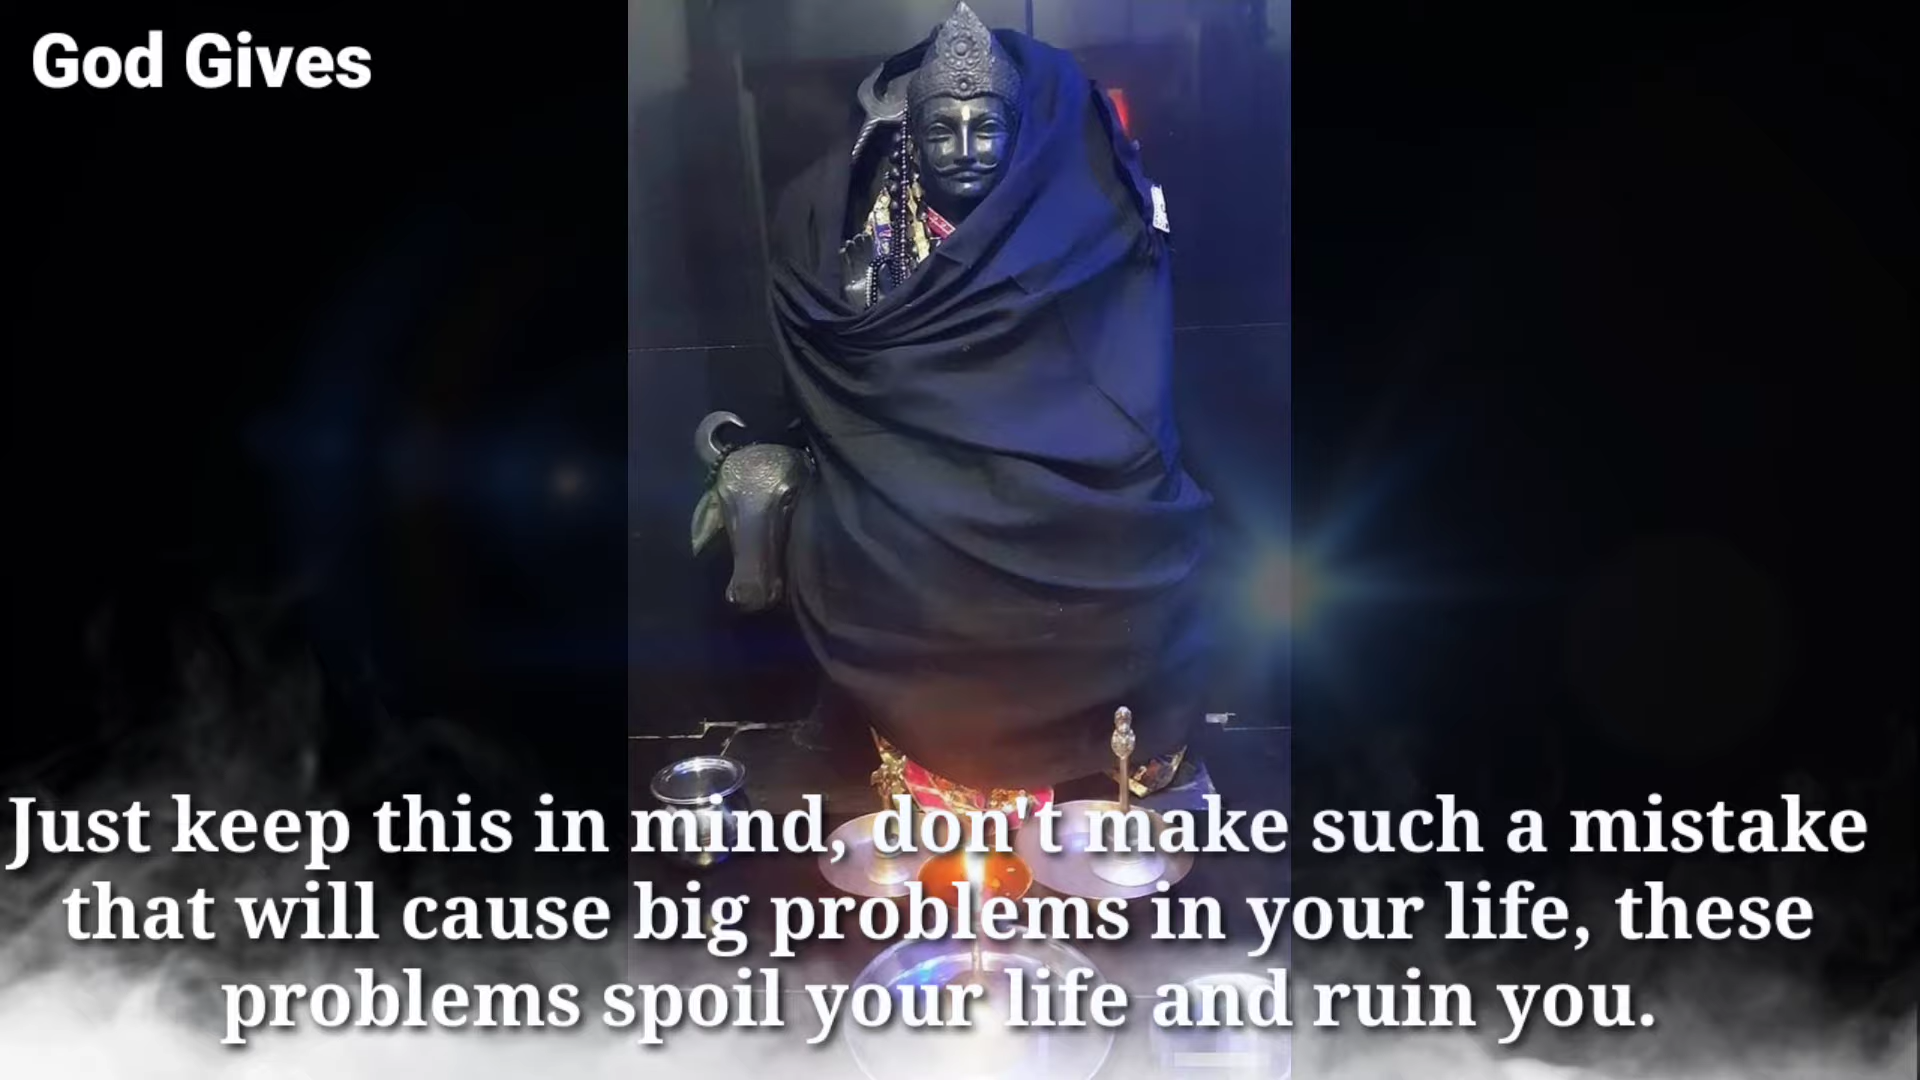 God Gives
Just keep this in mind, don't make such a mistake
that will cause big problems in your life, these
problems spoil your life and ruin you.